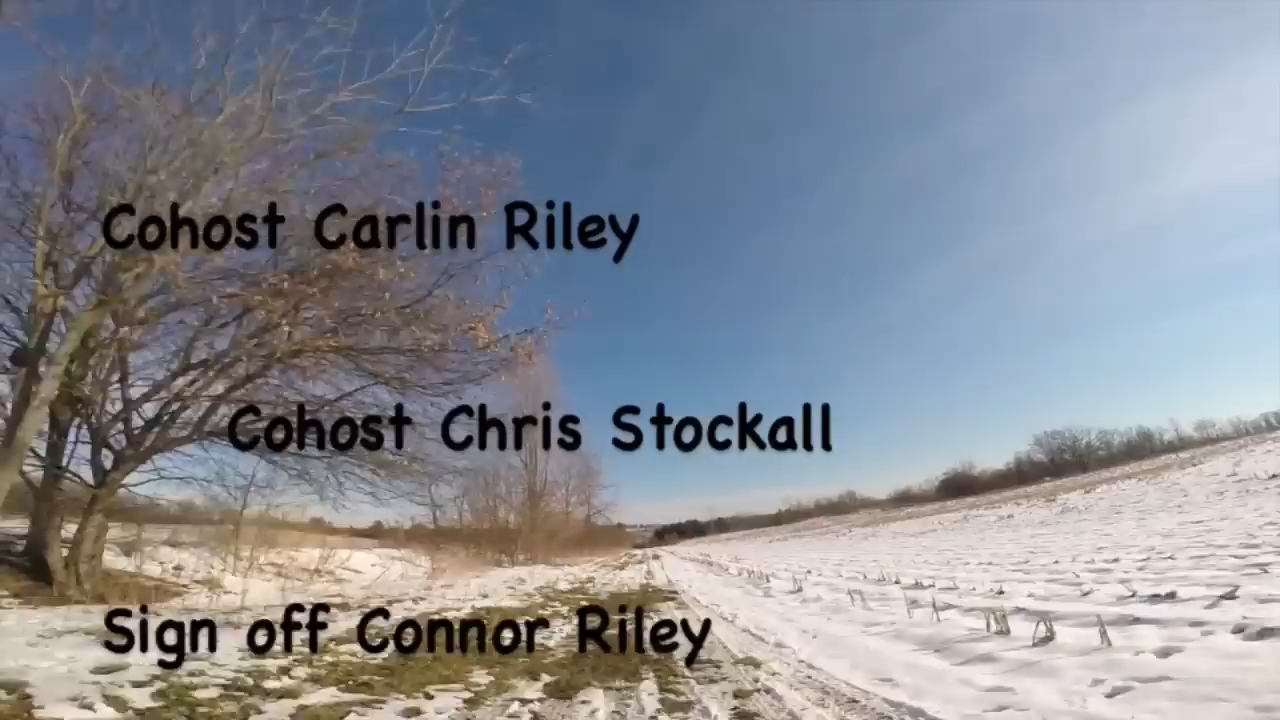 Cohost Carlin Riley
Cohost Chris Stockall
Sign off Connor Riley